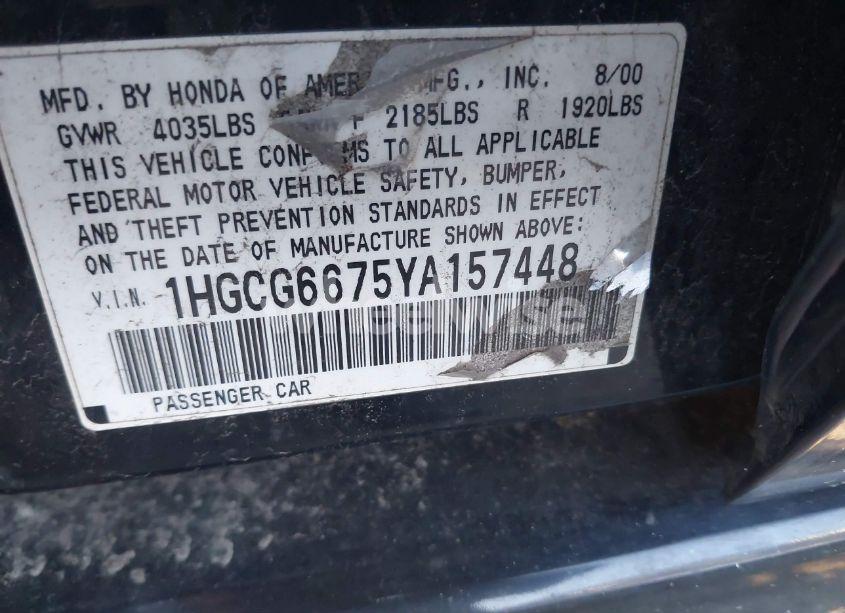 MFD. BY HONDA OF AMER MFG., INC. 8/00
GVWR 4035LBS F 2185LBS R 1920LBS
THIS VEHICLE CONF MS TO ALL APPLICABLE
FEDERAL MOTOR VEHICLE SAFETY, BUMPER,
AND THEFT PREVENTION STANDARDS IN EFFECT
ON THE DATE OF MANUFACTURE SHOWN ABOVE:
V.I.N. 1HGCG6675YA157448
PASSENGER CAR